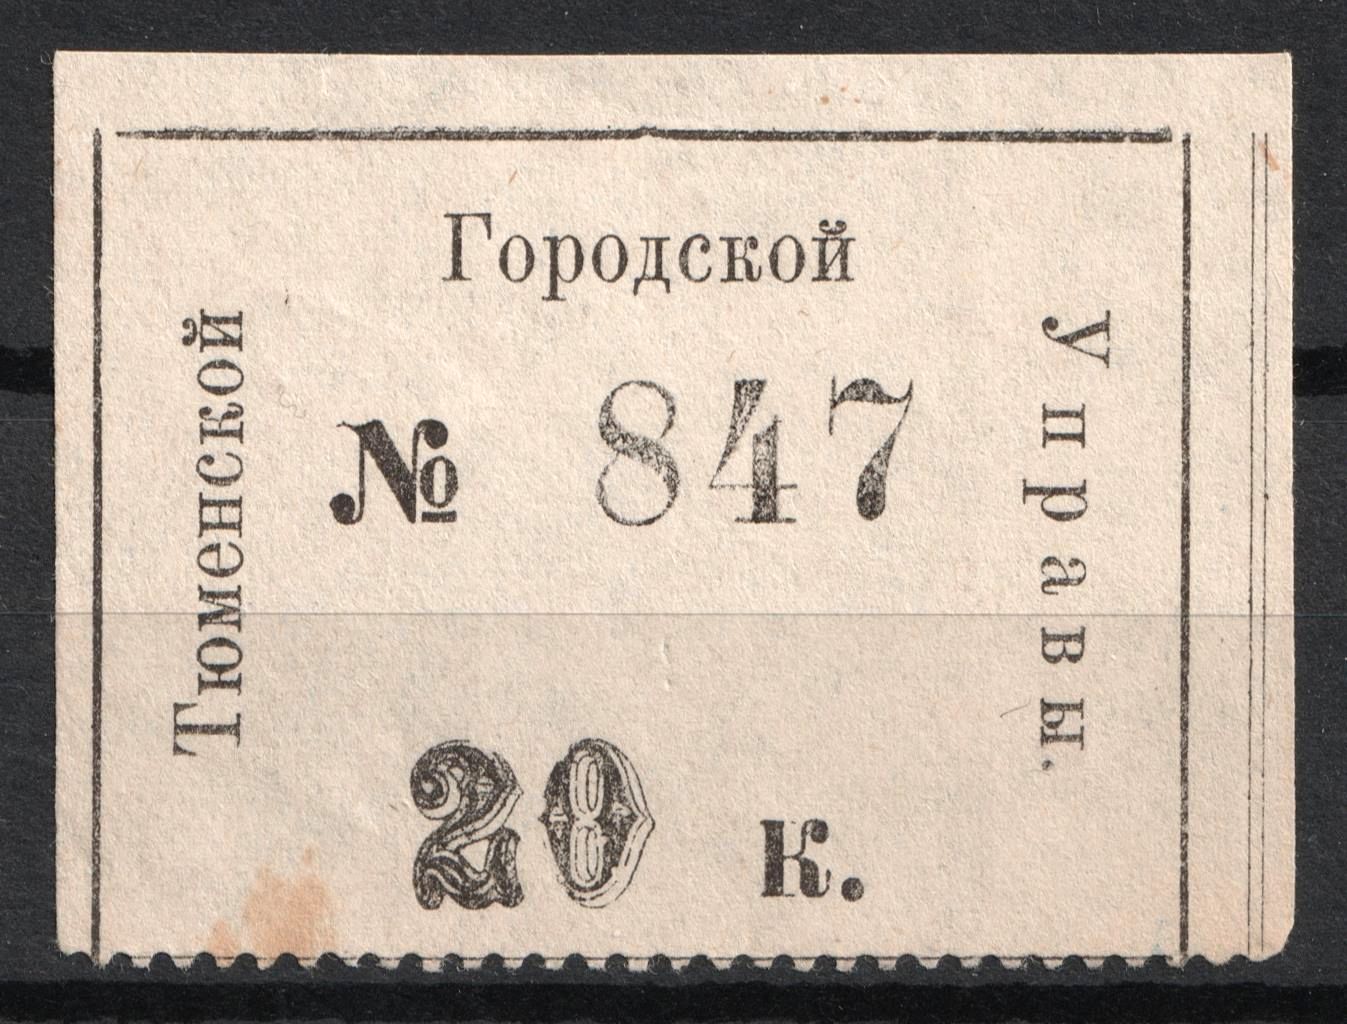 Тюменской
Городской
Управы.
№ 847
20 к.